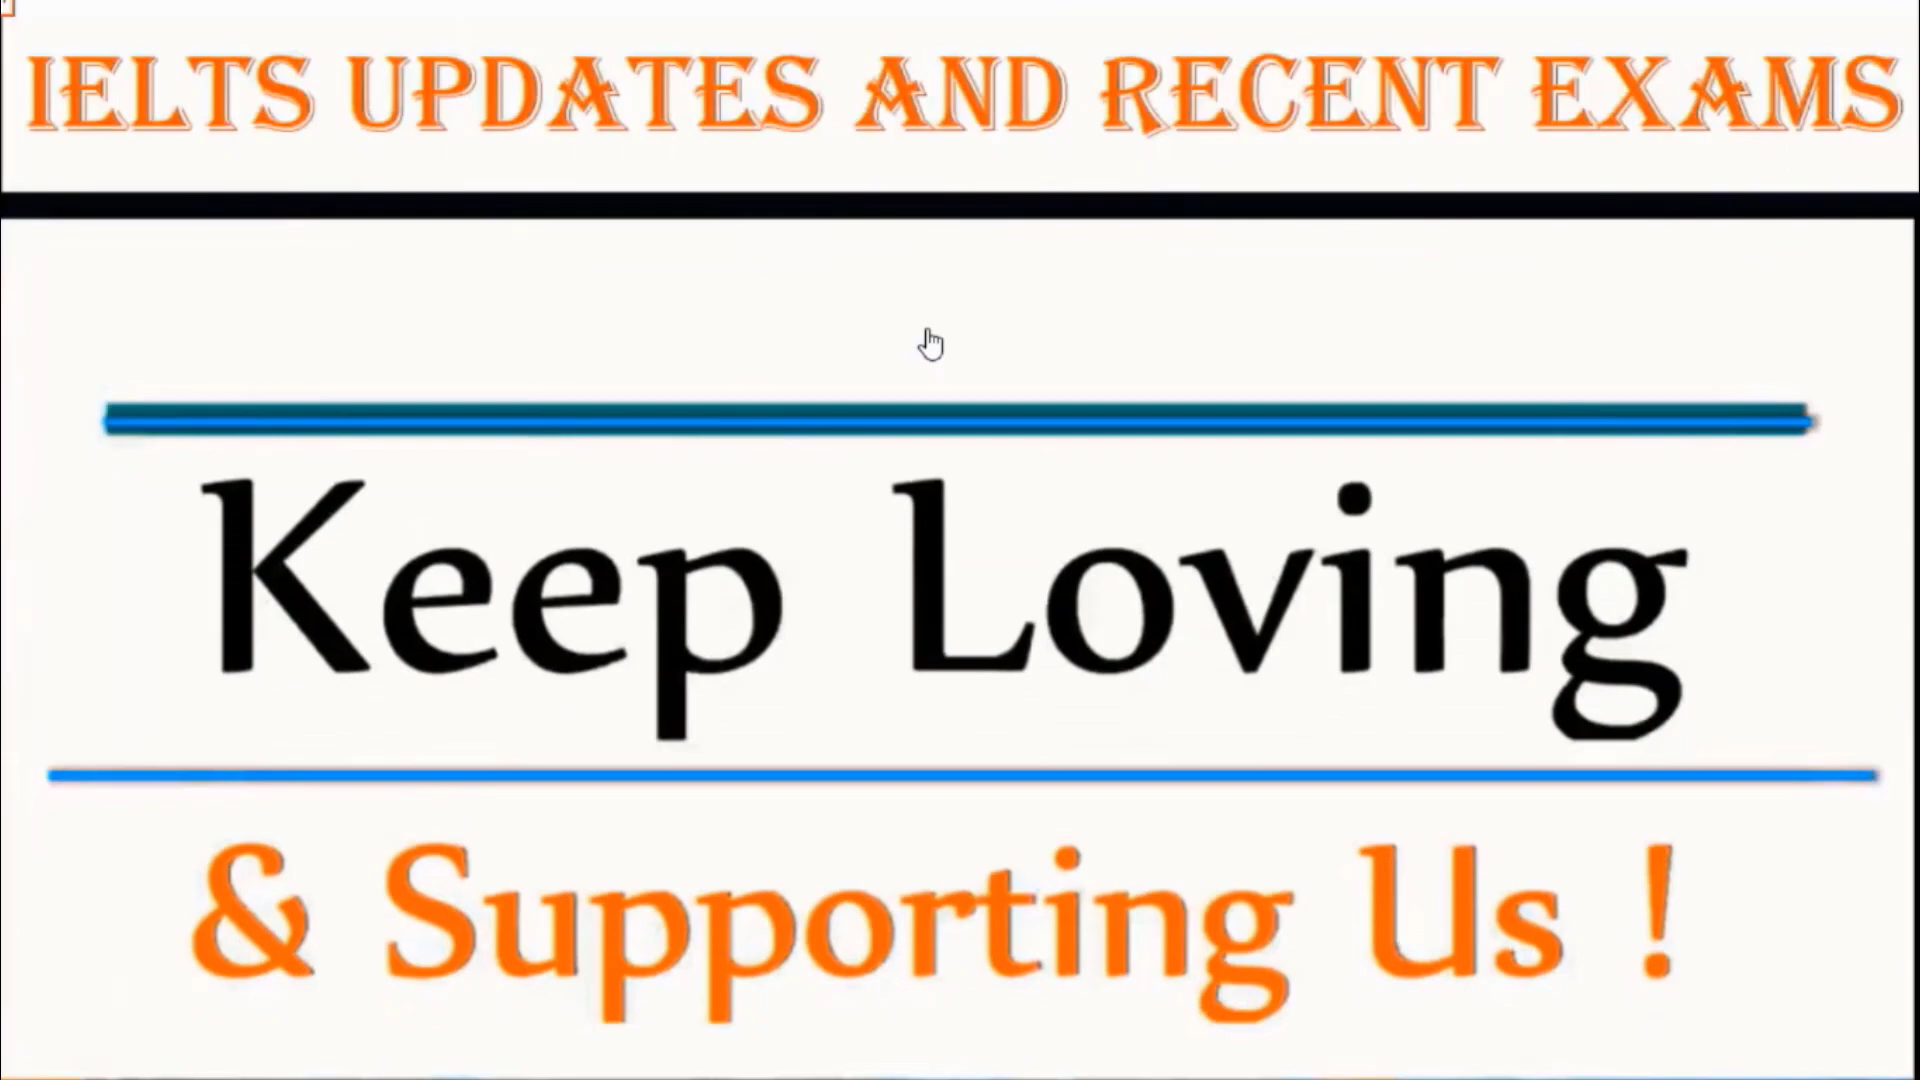 IELTS UPDATES AND RECENT EXAMS
Keep Loving
& Supporting Us !